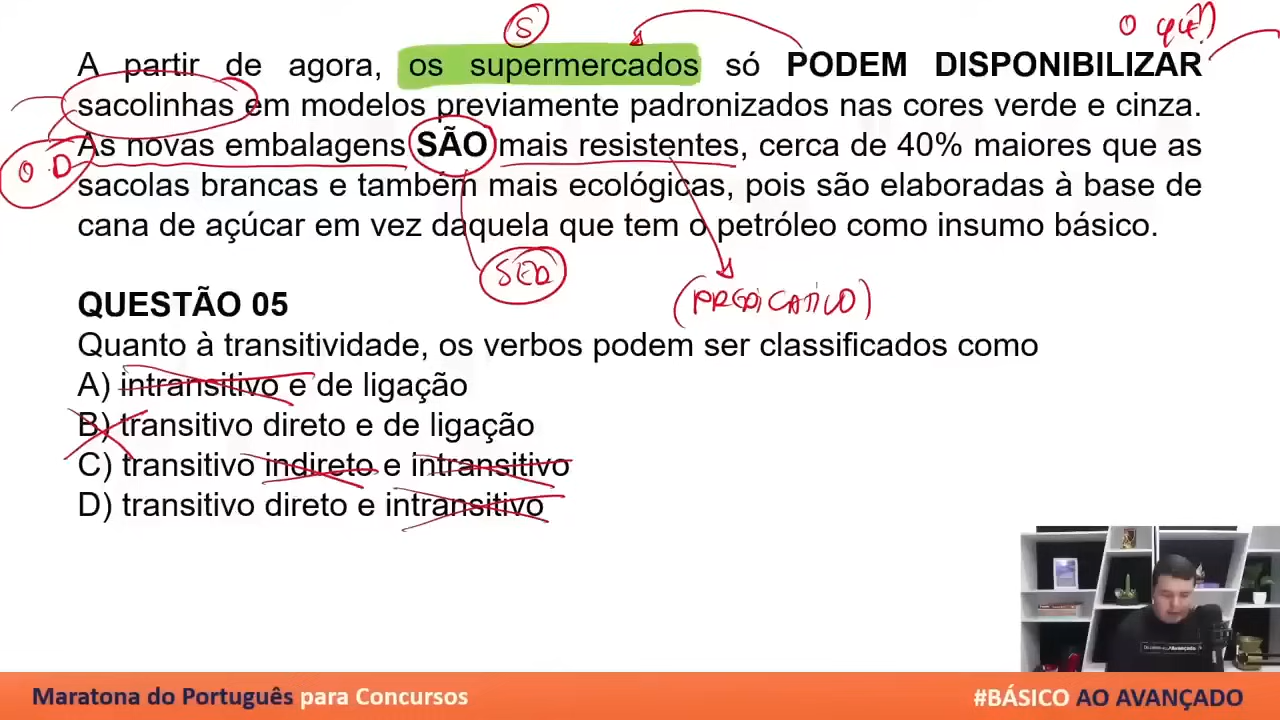 S
O quê?
A partir de agora, os supermercados só PODEM DISPONIBILIZAR
sacolinhas em modelos previamente padronizados nas cores verde e cinza.
O.D
As novas embalagens SÃO mais resistentes, cerca de 40% maiores que as
sacolas brancas e também mais ecológicas, pois são elaboradas à base de
cana de açúcar em vez daquela que tem o petróleo como insumo básico.
SER
(PREDICATIVO)
QUESTÃO 05
Quanto à transitividade, os verbos podem ser classificados como
A) intransitivo e de ligação
B) transitivo direto e de ligação
C) transitivo indireto e intransitivo
D) transitivo direto e intransitivo
Maratona do Português para Concursos
#BÁSICO AO AVANÇADO